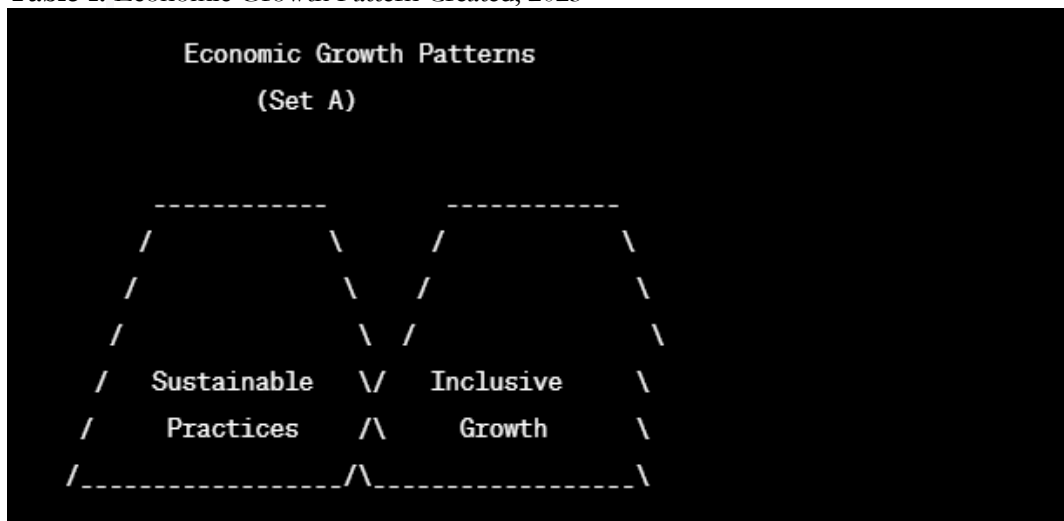 Table 1. Economic Growth Pattern Created, 2023
Economic Growth Patterns
(Set A)
Sustainable Inclusive
Practices Growth